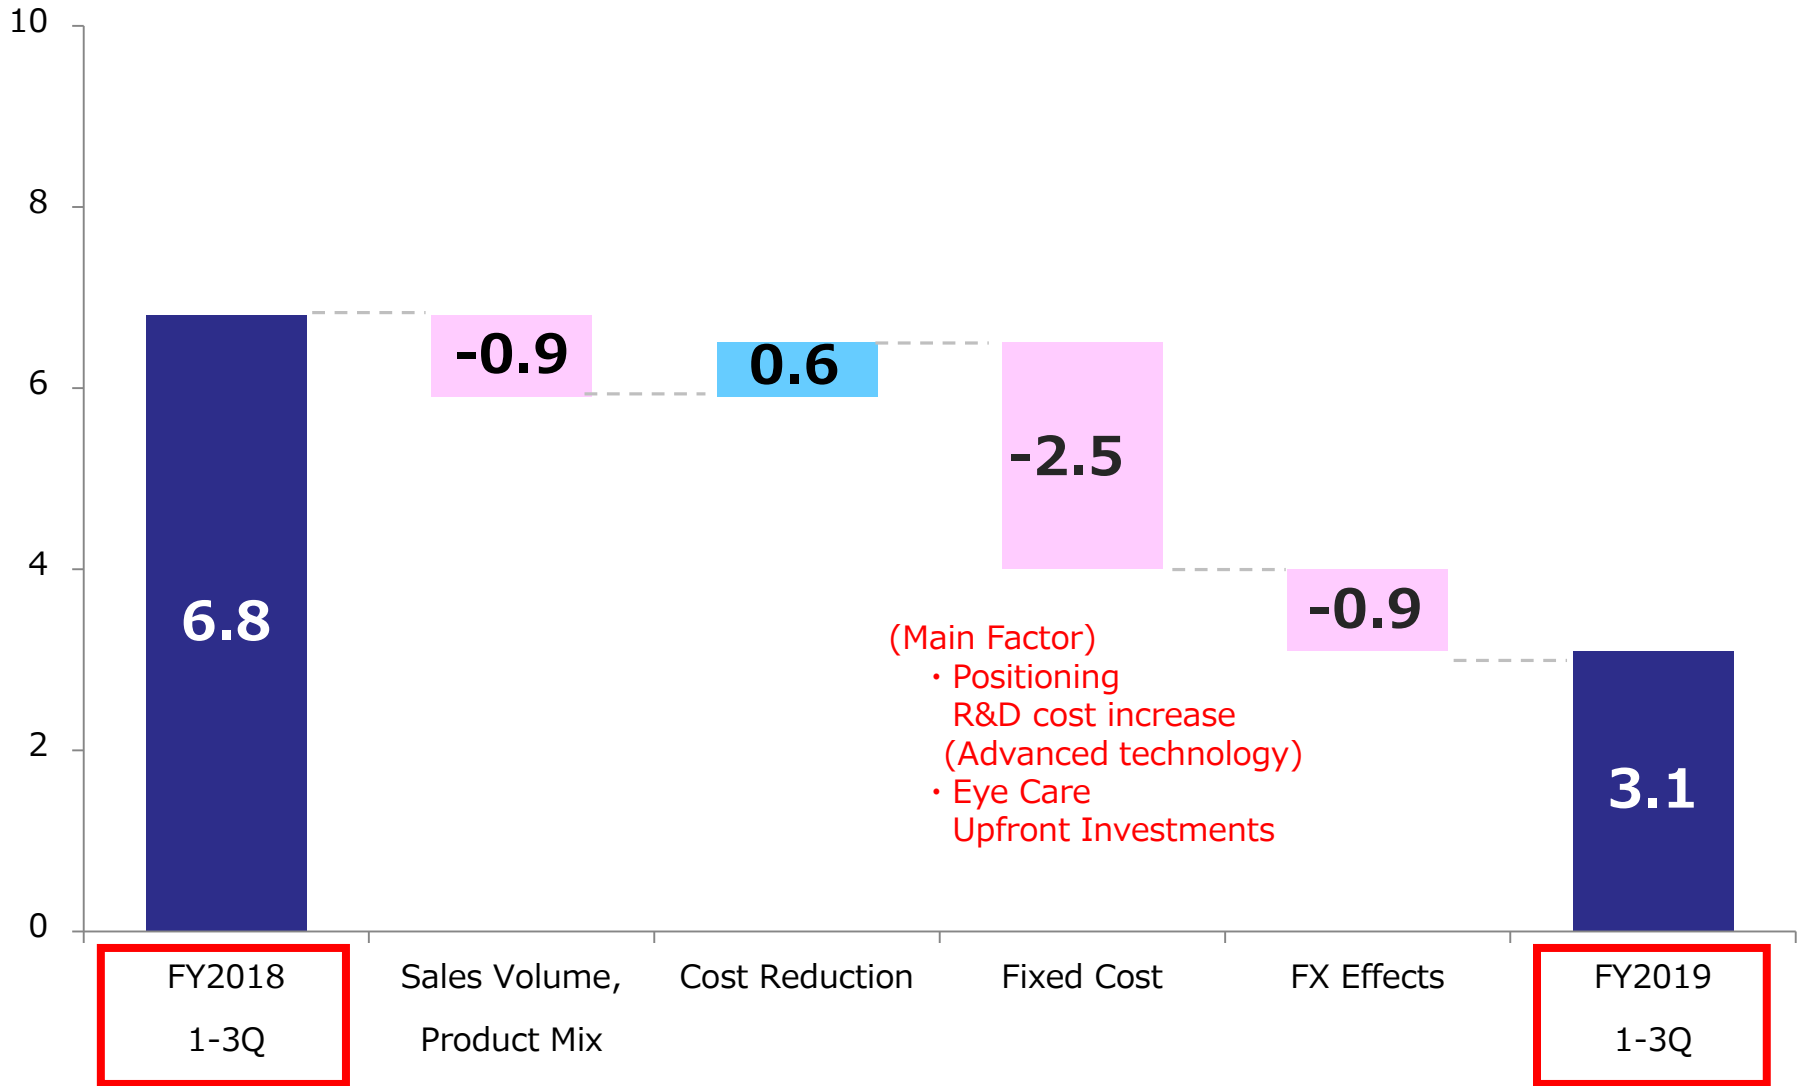 10
8
6
4
2
0
6.8
-0.9
0.6
-2.5
-0.9
3.1
(Main Factor)
・Positioning
R&D cost increase
(Advanced technology)
・Eye Care
Upfront Investments
FY2018
1-3Q
Sales Volume,
Product Mix
Cost Reduction
Fixed Cost
FX Effects
FY2019
1-3Q